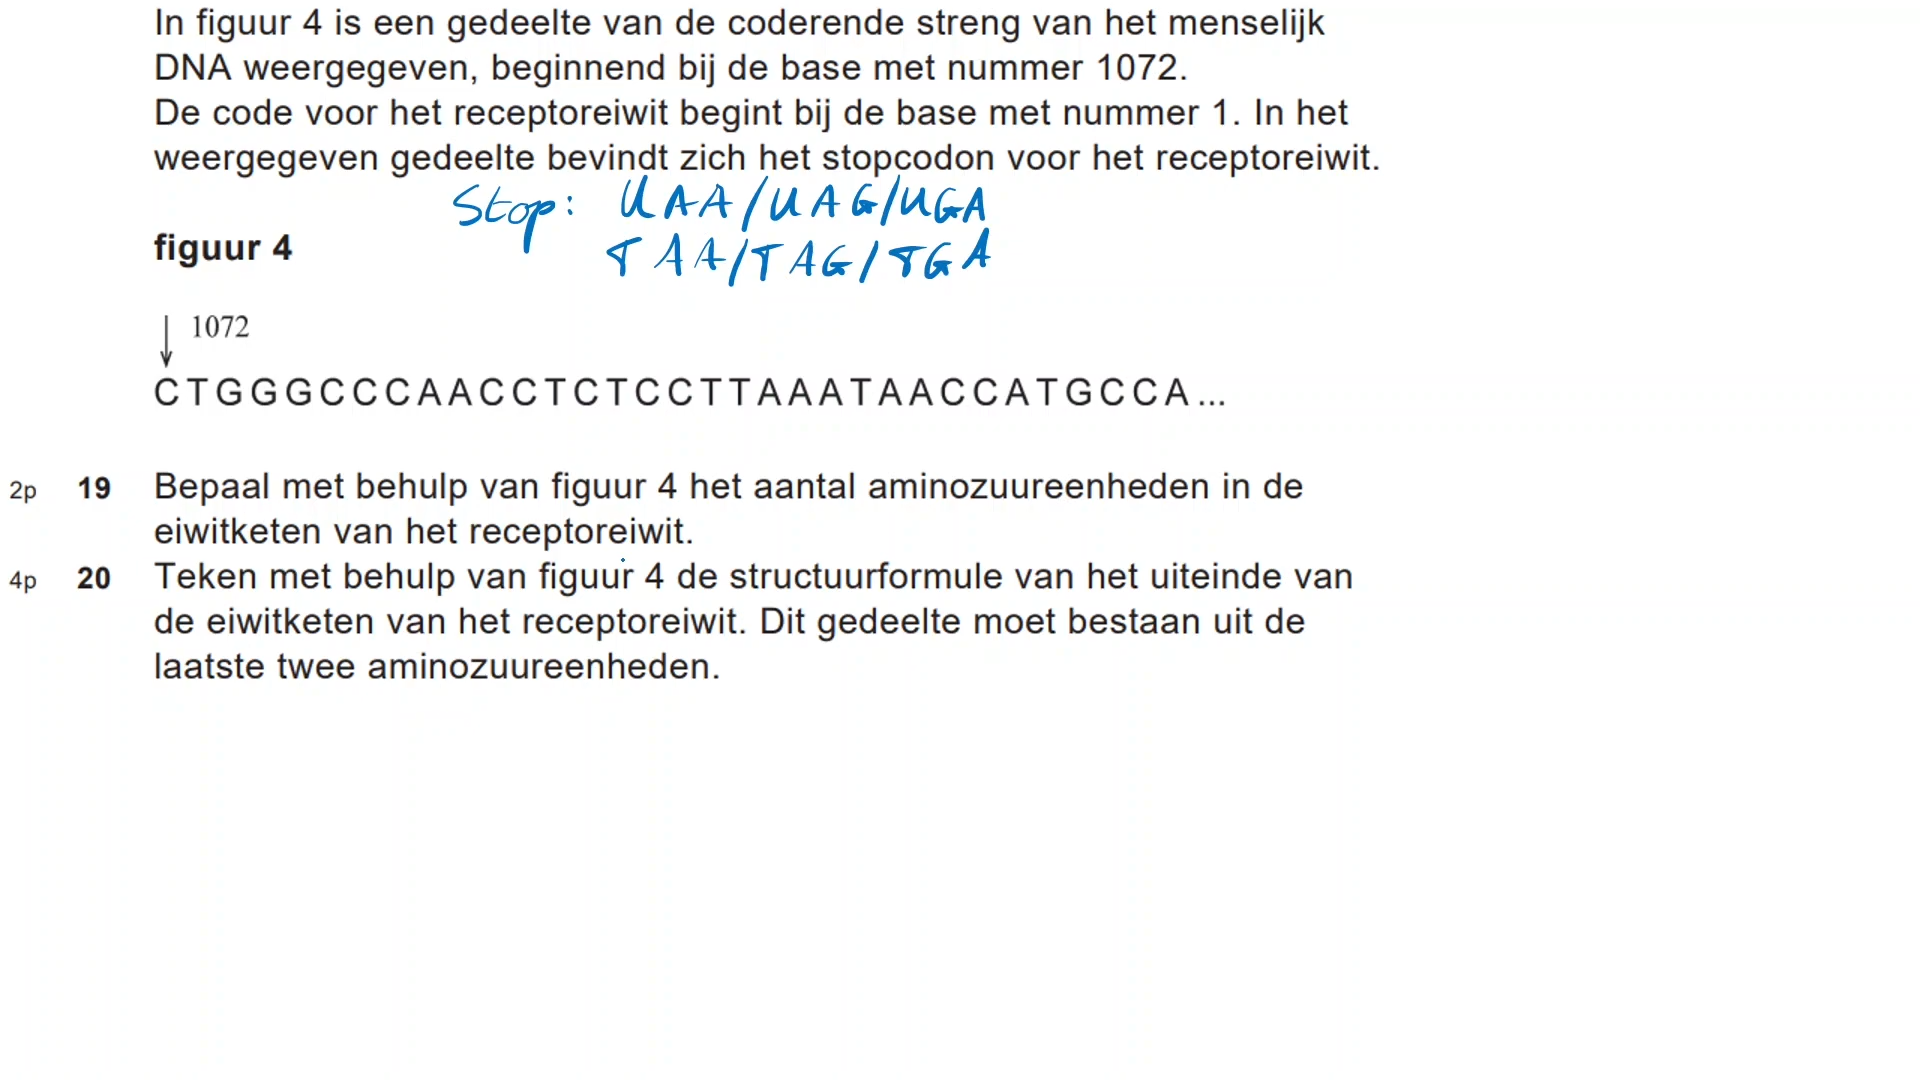 In figuur 4 is een gedeelte van de coderende streng van het menselijk
DNA weergegeven, beginnend bij de base met nummer 1072.
De code voor het receptoreiwit begint bij de base met nummer 1. In het
weergegeven gedeelte bevindt zich het stopcodon voor het receptoreiwit.
Stop: UAA/UAG/UGA
TAA/TAG/TGA
figuur 4
1072
CTGGGCCCAACCTCTCCTTAAATAACCATGCCA...
2p 19 Bepaal met behulp van figuur 4 het aantal aminozuureenheden in de
eiwitketen van het receptoreiwit.
4p 20 Teken met behulp van figuur 4 de structuurformule van het uiteinde van
de eiwitketen van het receptoreiwit. Dit gedeelte moet bestaan uit de
laatste twee aminozuureenheden.